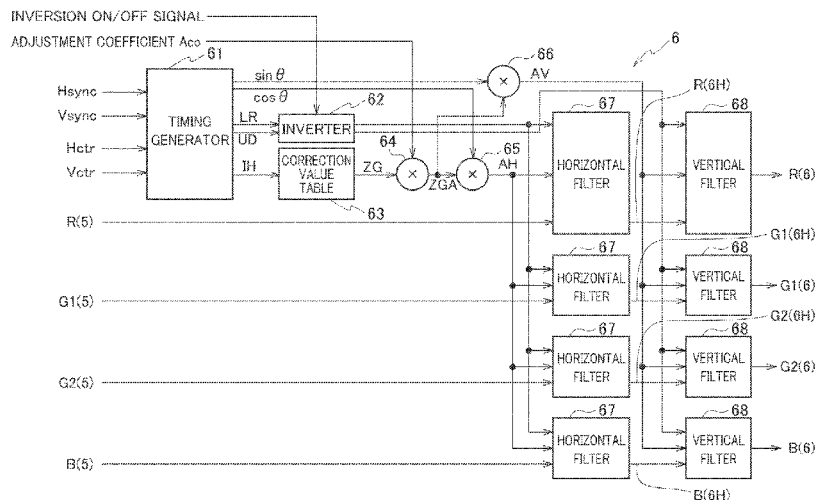 INVERSION ON/OFF SIGNAL
ADJUSTMENT COEFFICIENT Aco
61
66
6
sinθ
AV
cosθ
R(6H)
Hsync
Vsync
Hctr
Vctr
TIMING GENERATOR
LR
UD
IH
62
INVERTER
CORRECTION VALUE TABLE
63
ZG
64
ZGA
65
AH
67
HORIZONTAL FILTER
68
VERTICAL FILTER
R(5)
R(6)
G1(6H)
67
HORIZONTAL FILTER
68
VERTICAL FILTER
G1(5)
G1(6)
G2(6H)
67
HORIZONTAL FILTER
68
VERTICAL FILTER
G2(5)
G2(6)
67
HORIZONTAL FILTER
68
VERTICAL FILTER
B(5)
B(6)
B(6H)